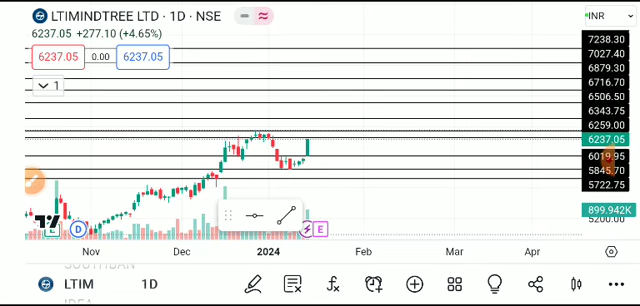 LTIMINDTREE LTD · 1D · NSE
INR
6237.05 +277.10 (+4.65%)
6237.05 0.00 6237.05
1
7238.30
7027.40
6879.30
6716.60
6506.50
6343.75
6259.00
6237.05
6019.95
5845.70
5722.75
899.942K
5200.00
E D E
Nov Dec 2024 Feb Mar Apr
LTIM 1D